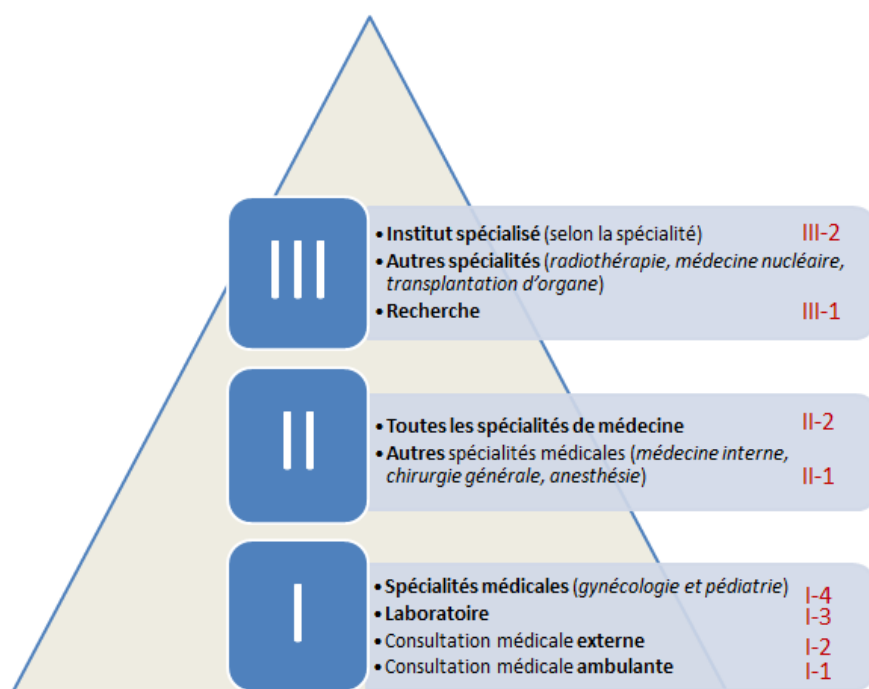 III
• Institut spécialisé (selon la spécialité) III-2
• Autres spécialités (radiothérapie, médecine nucléaire,
transplantation d'organe)
• Recherche III-1
II
• Toutes les spécialités de médecine II-2
• Autres spécialités médicales (médecine interne,
chirurgie générale, anesthésie) II-1
I
• Spécialités médicales (gynécologie et pédiatrie) I-4
• Laboratoire I-3
• Consultation médicale externe I-2
• Consultation médicale ambulante I-1